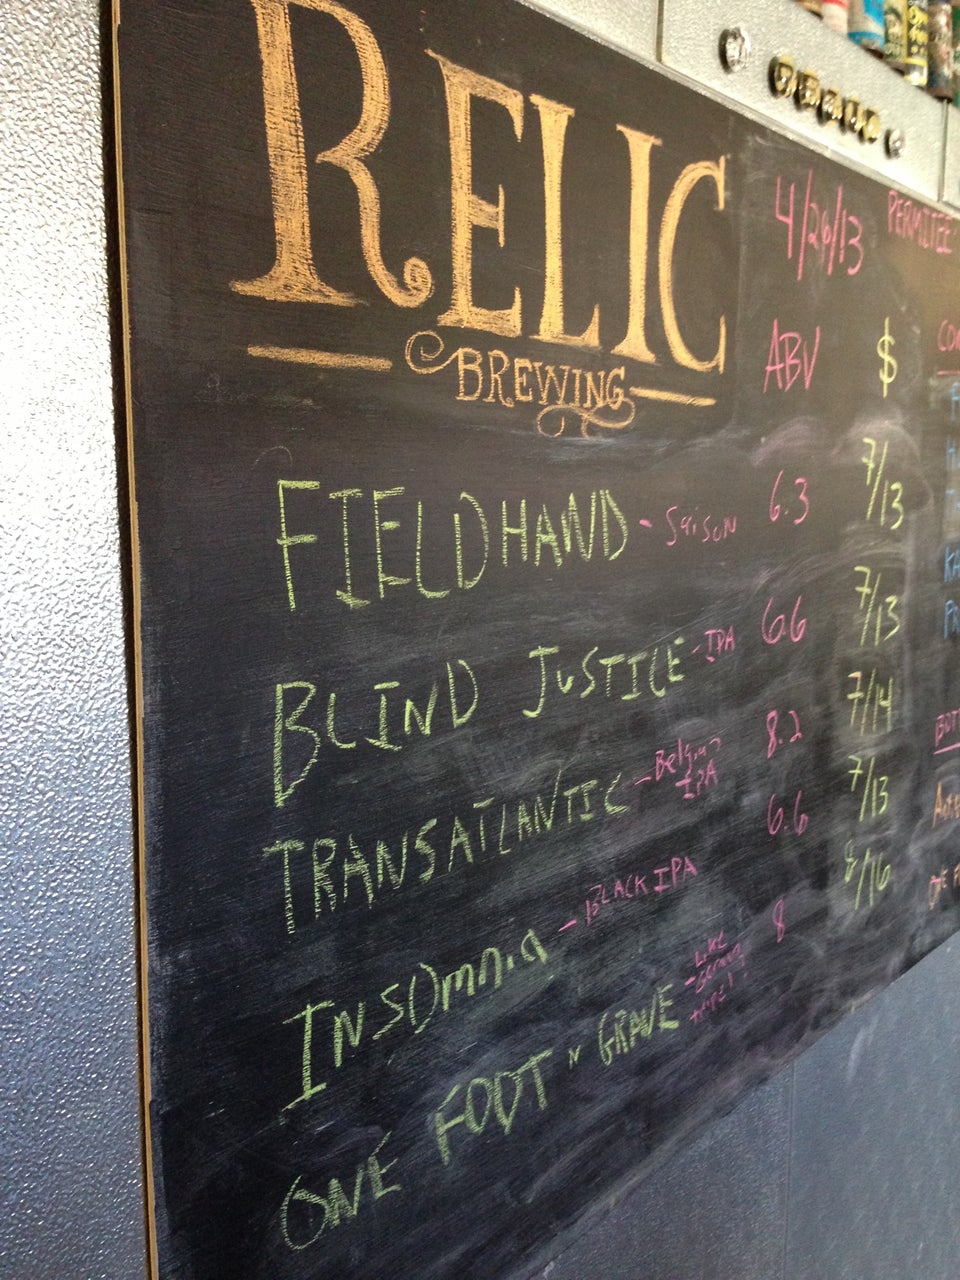 RELIC
BREWING
4/26/13 PERMITEE
ABV $
FIELDHAND - SaisoN 6.3 7/13
BLIND JUSTICE - IPA 6.6 7/13
TRANSATLANTIC - Belgian IPA 8.2 7/14
INSOmnia - BLACK IPA 6.6 7/13
ONE FOOT N GRAVE 8 8/16